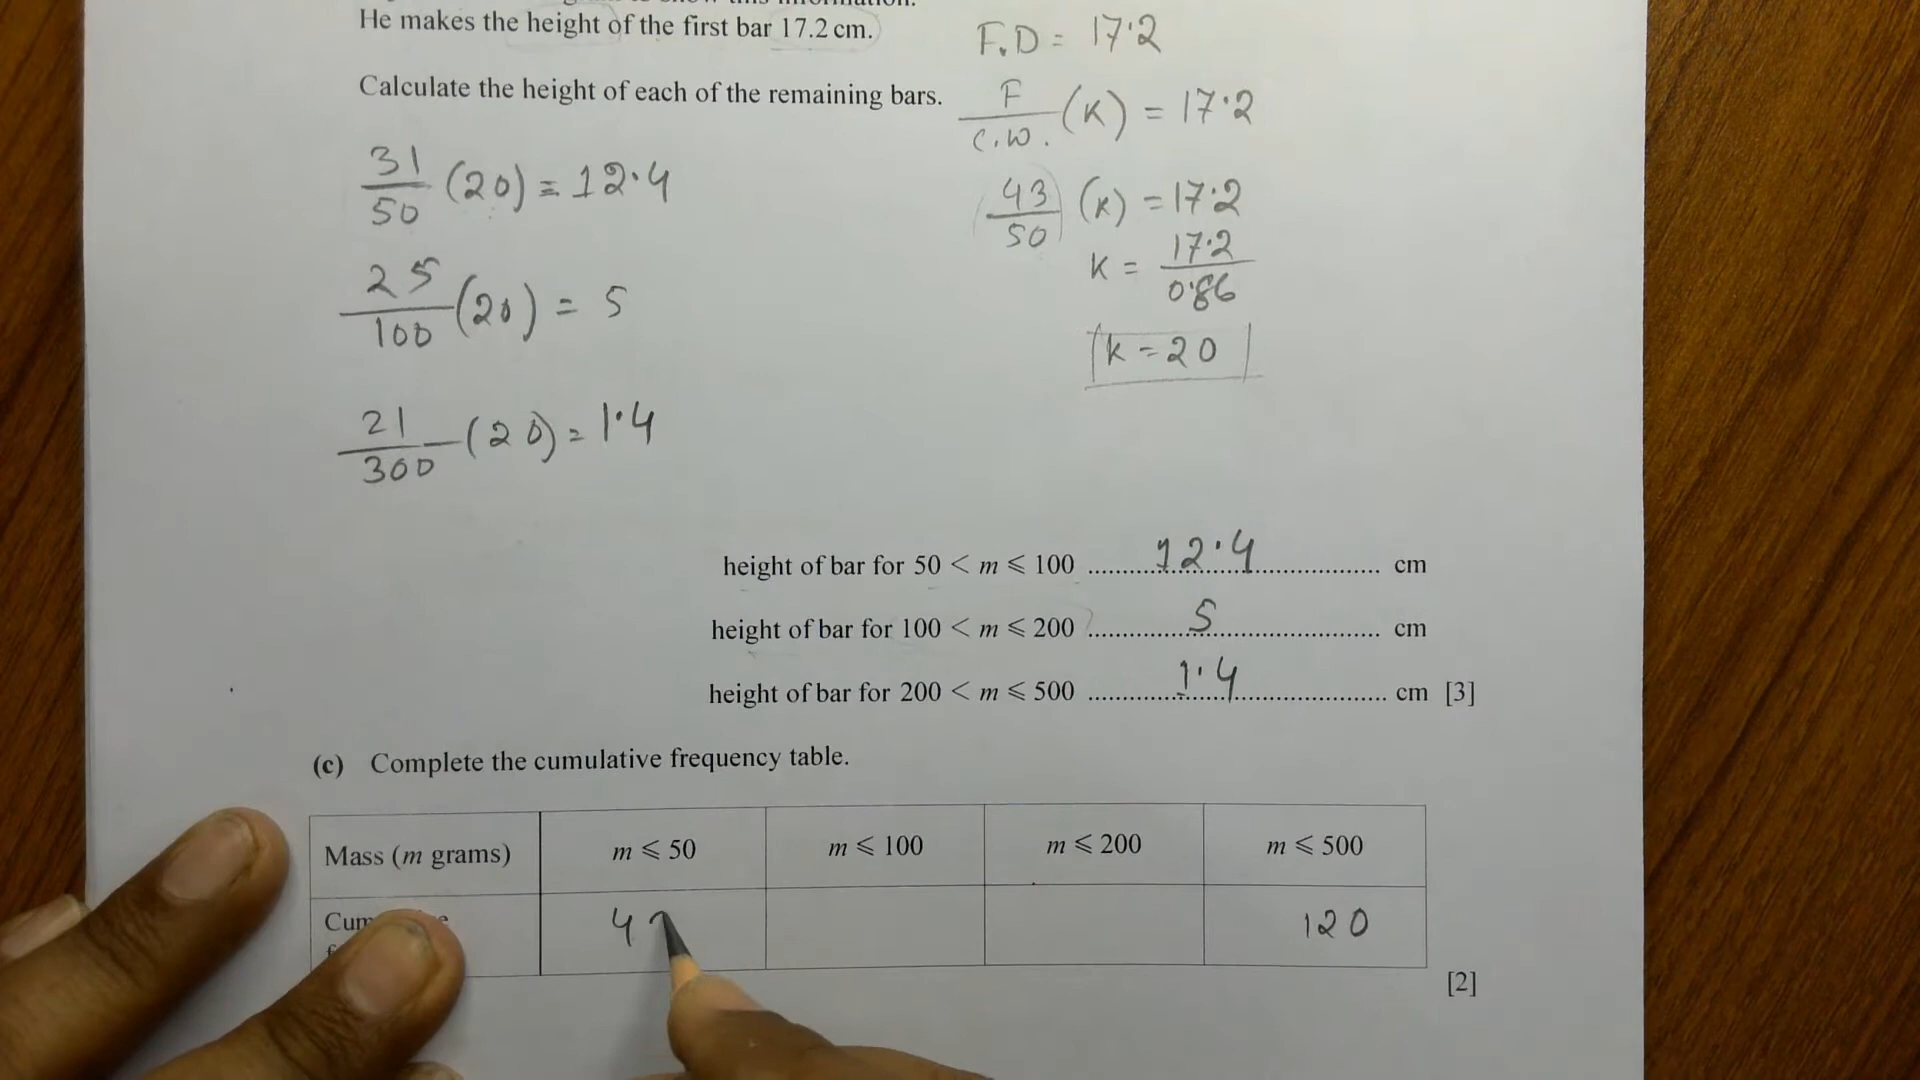 He makes the height of the first bar 17.2 cm.
F.D = 17.2
Calculate the height of each of the remaining bars.
F/C.W. (K) = 17.2
31/50 (20) = 12.4
43/50 (K) = 17.2
K = 17.2/0.86
25/100 (20) = 5
K = 20
21/300 (20) = 1.4
height of bar for 50 < m ⩽ 100 .......... 12.4 .......... cm
height of bar for 100 < m ⩽ 200 .......... 5 .......... cm
height of bar for 200 < m ⩽ 500 .......... 1.4 .......... cm [3]
(c) Complete the cumulative frequency table.
Mass (m grams) m ⩽ 50 m ⩽ 100 m ⩽ 200 m ⩽ 500
4 120
[2]